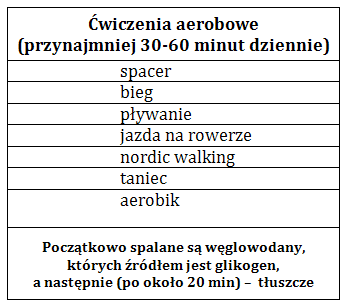 Ćwiczenia aerobowe
(przynajmniej 30-60 minut dziennie)
spacer
bieg
pływanie
jazda na rowerze
nordic walking
taniec
aerobik
Początkowo spalane są węglowodany,
których źródłem jest glikogen,
a następnie (po około 20 min) – tłuszcze